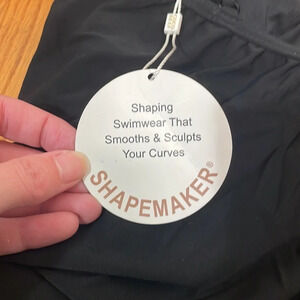 Shaping
Swimwear That
Smooths & Sculpts
Your Curves
SHAPEMAKER®